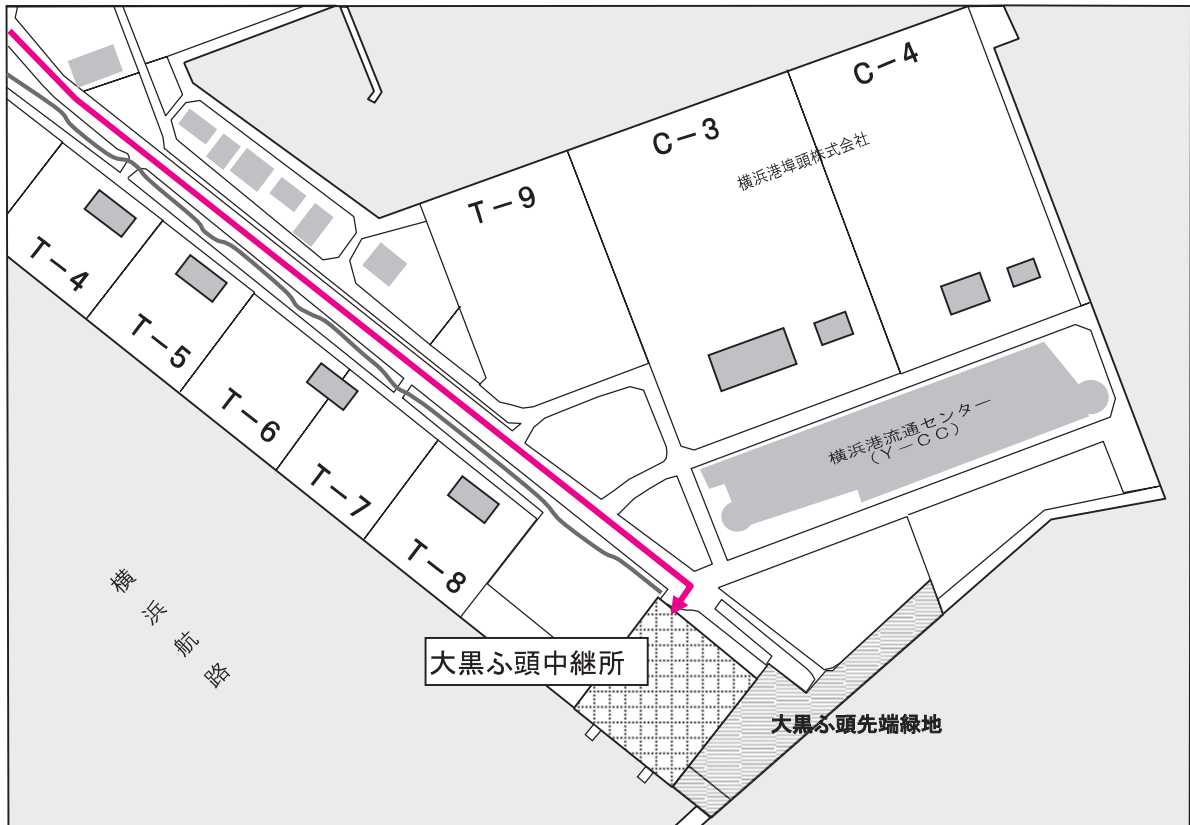 C-4
C-3
横浜港埠頭株式会社
T-9
T-4
T-5
T-6
T-7
T-8
横浜港流通センター
(Y-CC)
横浜航路
大黒ふ頭中継所
大黒ふ頭先端緑地